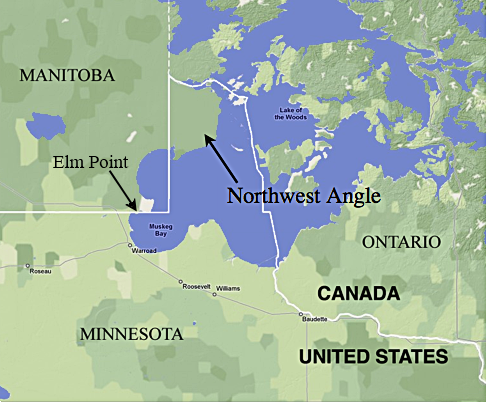 MANITOBA
Lake of
the Woods
Elm Point
Northwest Angle
Muskeg
Bay
ONTARIO
Warroad
Roseau
Roosevelt
Williams
CANADA
Baudette
MINNESOTA
UNITED STATES